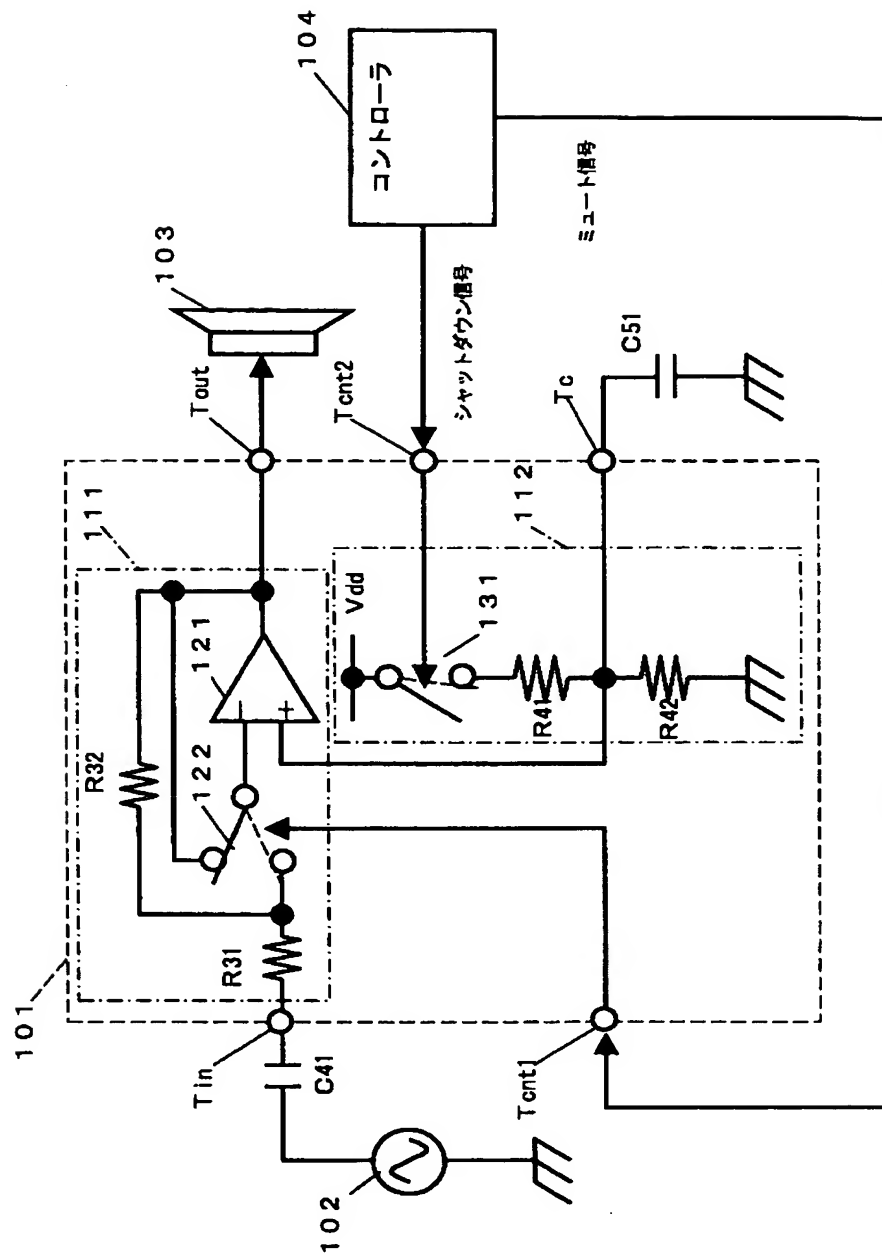 １０１
１１１
R32
１２２
１２１
R31
Tin
C41
１０２
Tcnt1
Tout
１０３
Tcnt2
シャットダウン信号
１０４
コントローラ
ミュート信号
Vdd
１３１
１１２
R41
R42
Tc
C51
−
+